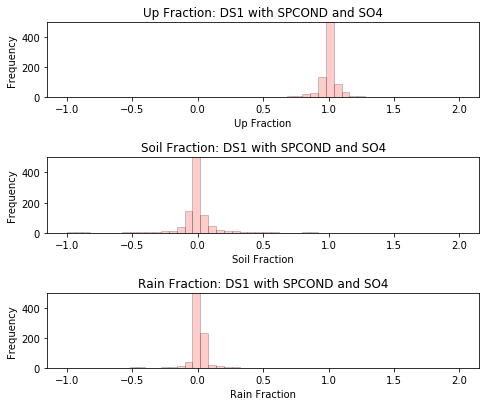 Up Fraction: DS1 with SPCOND and SO4
400
200
0
Frequency
−1.0 −0.5 0.0 0.5 1.0 1.5 2.0
Up Fraction
Soil Fraction: DS1 with SPCOND and SO4
400
200
0
Frequency
−1.0 −0.5 0.0 0.5 1.0 1.5 2.0
Soil Fraction
Rain Fraction: DS1 with SPCOND and SO4
400
200
0
Frequency
−1.0 −0.5 0.0 0.5 1.0 1.5 2.0
Rain Fraction